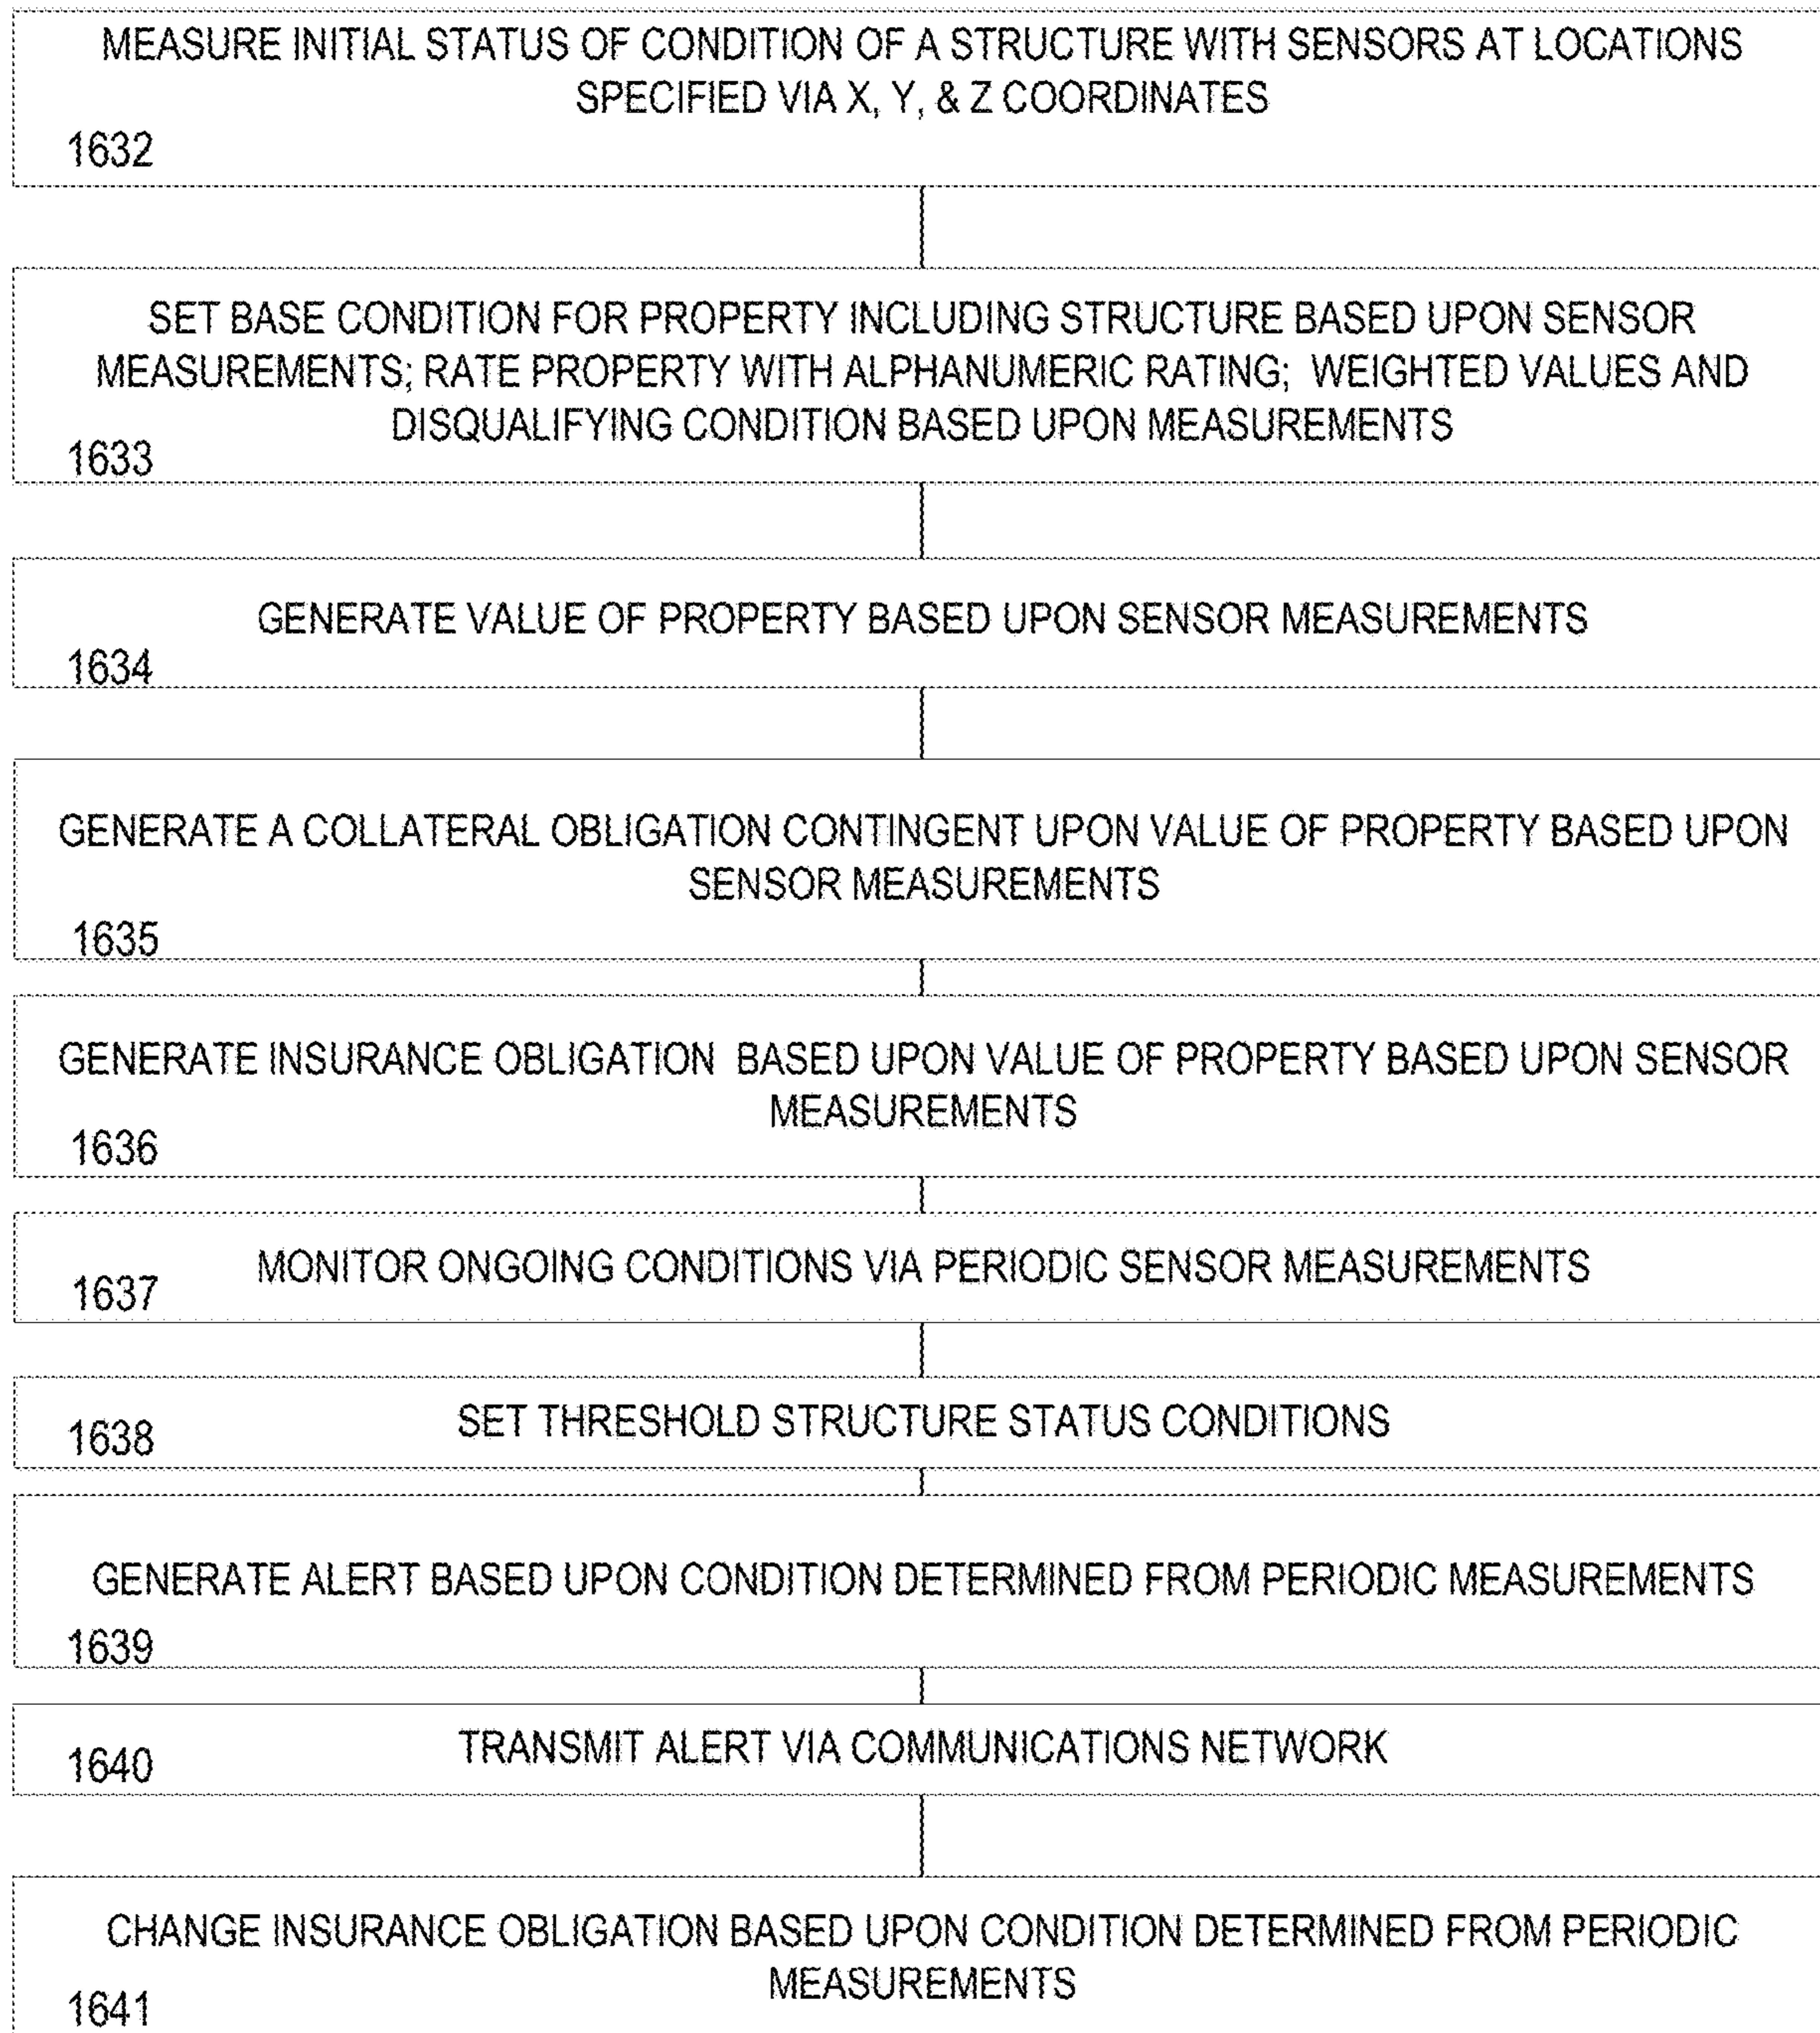 MEASURE INITIAL STATUS OF CONDITION OF A STRUCTURE WITH SENSORS AT LOCATIONS
SPECIFIED VIA X, Y, & Z COORDINATES
1632
SET BASE CONDITION FOR PROPERTY INCLUDING STRUCTURE BASED UPON SENSOR
MEASUREMENTS; RATE PROPERTY WITH ALPHANUMERIC RATING; WEIGHTED VALUES AND
DISQUALIFYING CONDITION BASED UPON MEASUREMENTS
1633
GENERATE VALUE OF PROPERTY BASED UPON SENSOR MEASUREMENTS
1634
GENERATE A COLLATERAL OBLIGATION CONTINGENT UPON VALUE OF PROPERTY BASED UPON
SENSOR MEASUREMENTS
1635
GENERATE INSURANCE OBLIGATION BASED UPON VALUE OF PROPERTY BASED UPON SENSOR
MEASUREMENTS
1636
MONITOR ONGOING CONDITIONS VIA PERIODIC SENSOR MEASUREMENTS
1637
SET THRESHOLD STRUCTURE STATUS CONDITIONS
1638
GENERATE ALERT BASED UPON CONDITION DETERMINED FROM PERIODIC MEASUREMENTS
1639
TRANSMIT ALERT VIA COMMUNICATIONS NETWORK
1640
CHANGE INSURANCE OBLIGATION BASED UPON CONDITION DETERMINED FROM PERIODIC
MEASUREMENTS
1641